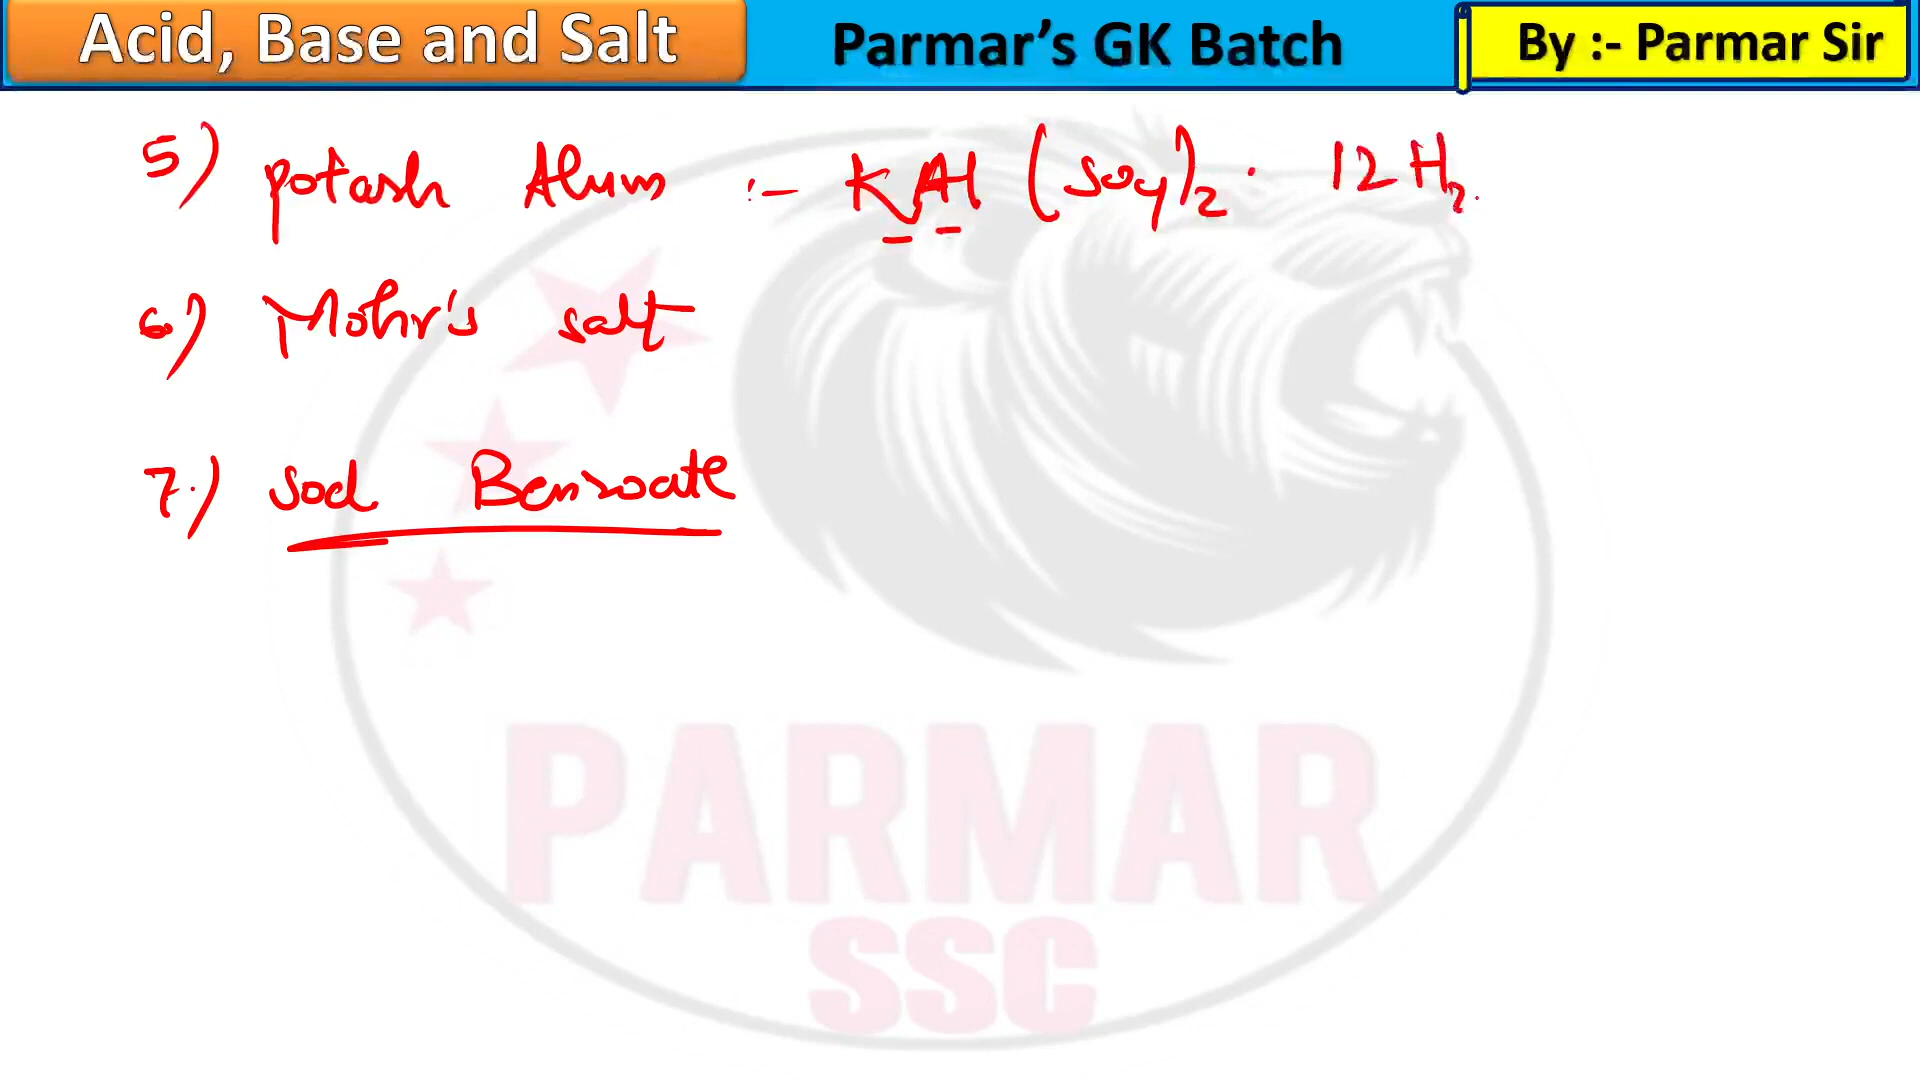 Acid, Base and Salt
Parmar's GK Batch
By :- Parmar Sir
5) potash Alum :- KAl (SO4)2 · 12H2
6) Mohr's salt
7.) Sod Benzoate
PARMAR
SSC